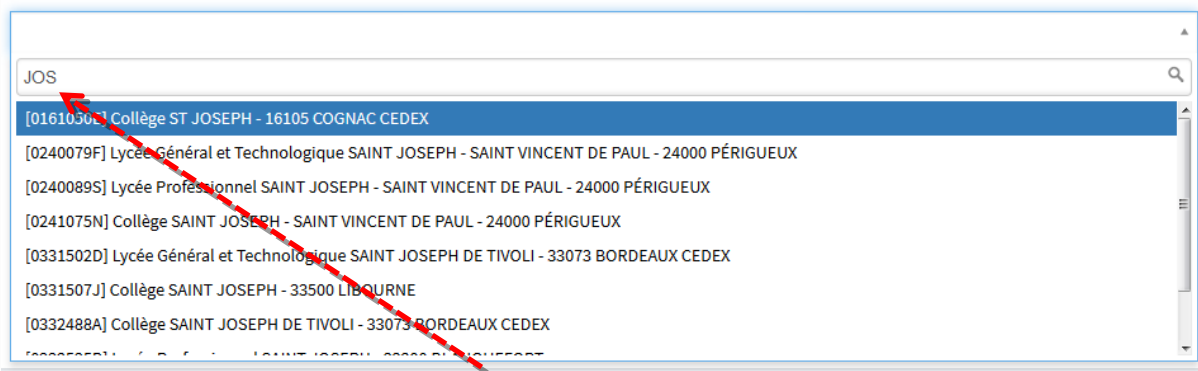 JOS
[0161050E] Collège ST JOSEPH - 16105 COGNAC CEDEX
[0240079F] Lycée Général et Technologique SAINT JOSEPH - SAINT VINCENT DE PAUL - 24000 PÉRIGUEUX
[0240089S] Lycée Professionnel SAINT JOSEPH - SAINT VINCENT DE PAUL - 24000 PÉRIGUEUX
[0241075N] Collège SAINT JOSEPH - SAINT VINCENT DE PAUL - 24000 PÉRIGUEUX
[0331502D] Lycée Général et Technologique SAINT JOSEPH DE TIVOLI - 33073 BORDEAUX CEDEX
[0331507J] Collège SAINT JOSEPH - 33500 LIBOURNE
[0332488A] Collège SAINT JOSEPH DE TIVOLI - 33073 BORDEAUX CEDEX